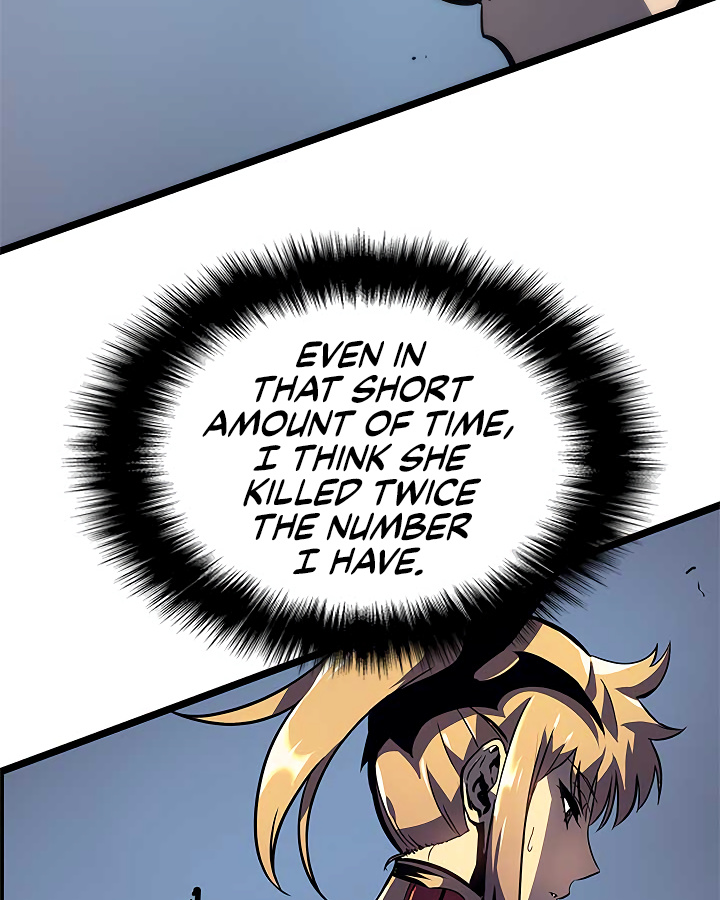 EVEN IN
THAT SHORT
AMOUNT OF TIME,
I THINK SHE
KILLED TWICE
THE NUMBER
I HAVE.